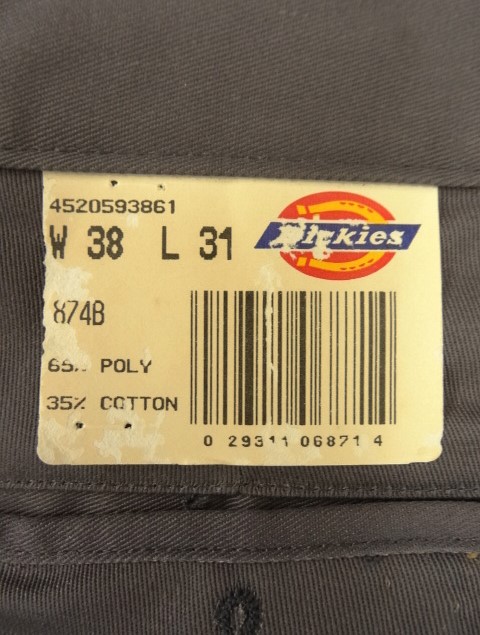 4520593861
W 38 L 31
Dickies
874B
65% POLY
35% COTTON
0 29311 06871 4